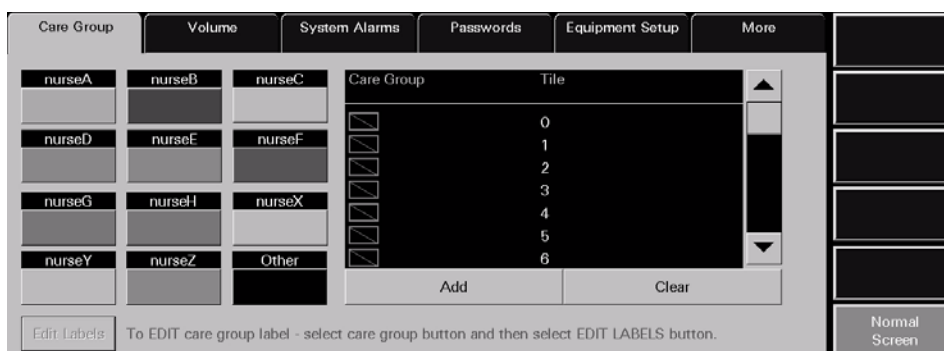 Care Group Volume System Alarms Passwords Equipment Setup More
nurseA nurseB nurseC
nurseD nurseE nurseF
nurseG nurseH nurseX
nurseY nurseZ Other
Care Group Tile
0
1
2
3
4
5
6
Add Clear
Edit Labels To EDIT care group label - select care group button and then select EDIT LABELS button.
Normal
Screen